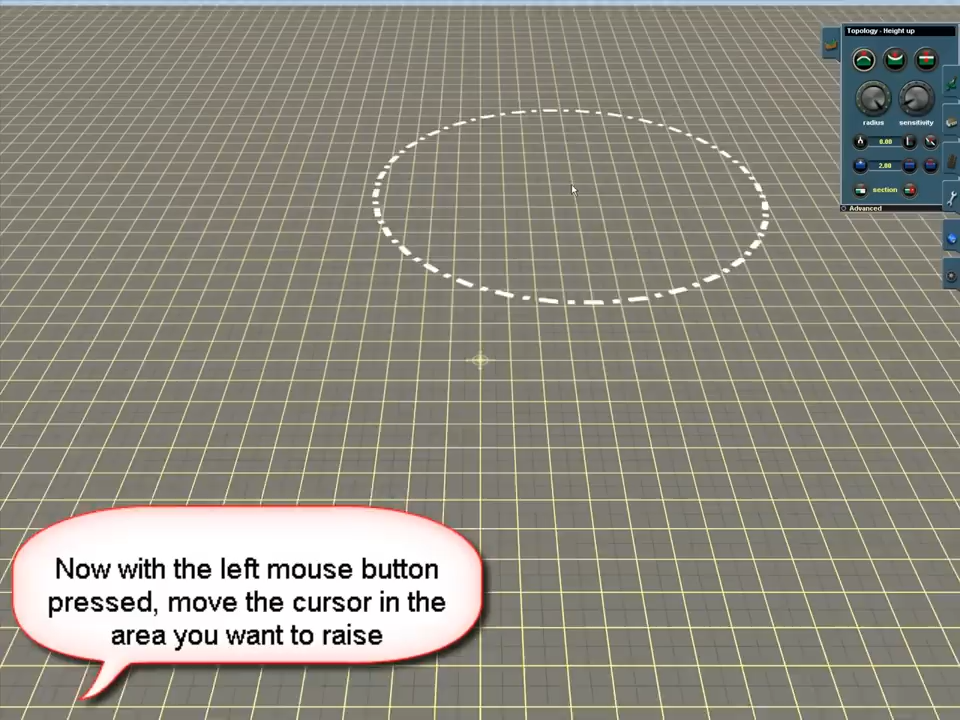 Topology - Height up
radius
sensitivity
0.00
2.00
section
Advanced
Now with the left mouse button
pressed, move the cursor in the
area you want to raise